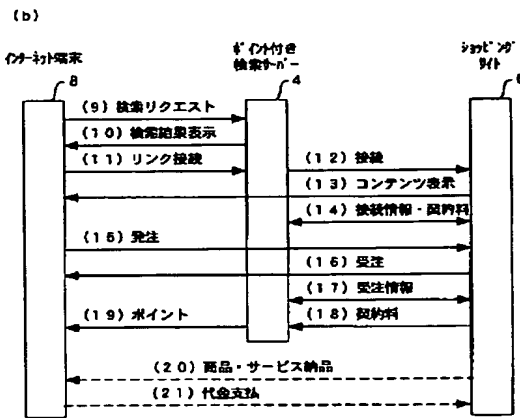 (b)
インターネット端末
ポイント付き
検索サーバー
ショッピング
サイト
8
4
6
(9)検索リクエスト
(10)検索結果表示
(11)リンク接続
(12)接続
(13)コンテンツ表示
(14)接続情報・契約料
(15)発注
(16)受注
(17)受注情報
(18)契約料
(19)ポイント
(20)商品・サービス納品
(21)代金支払